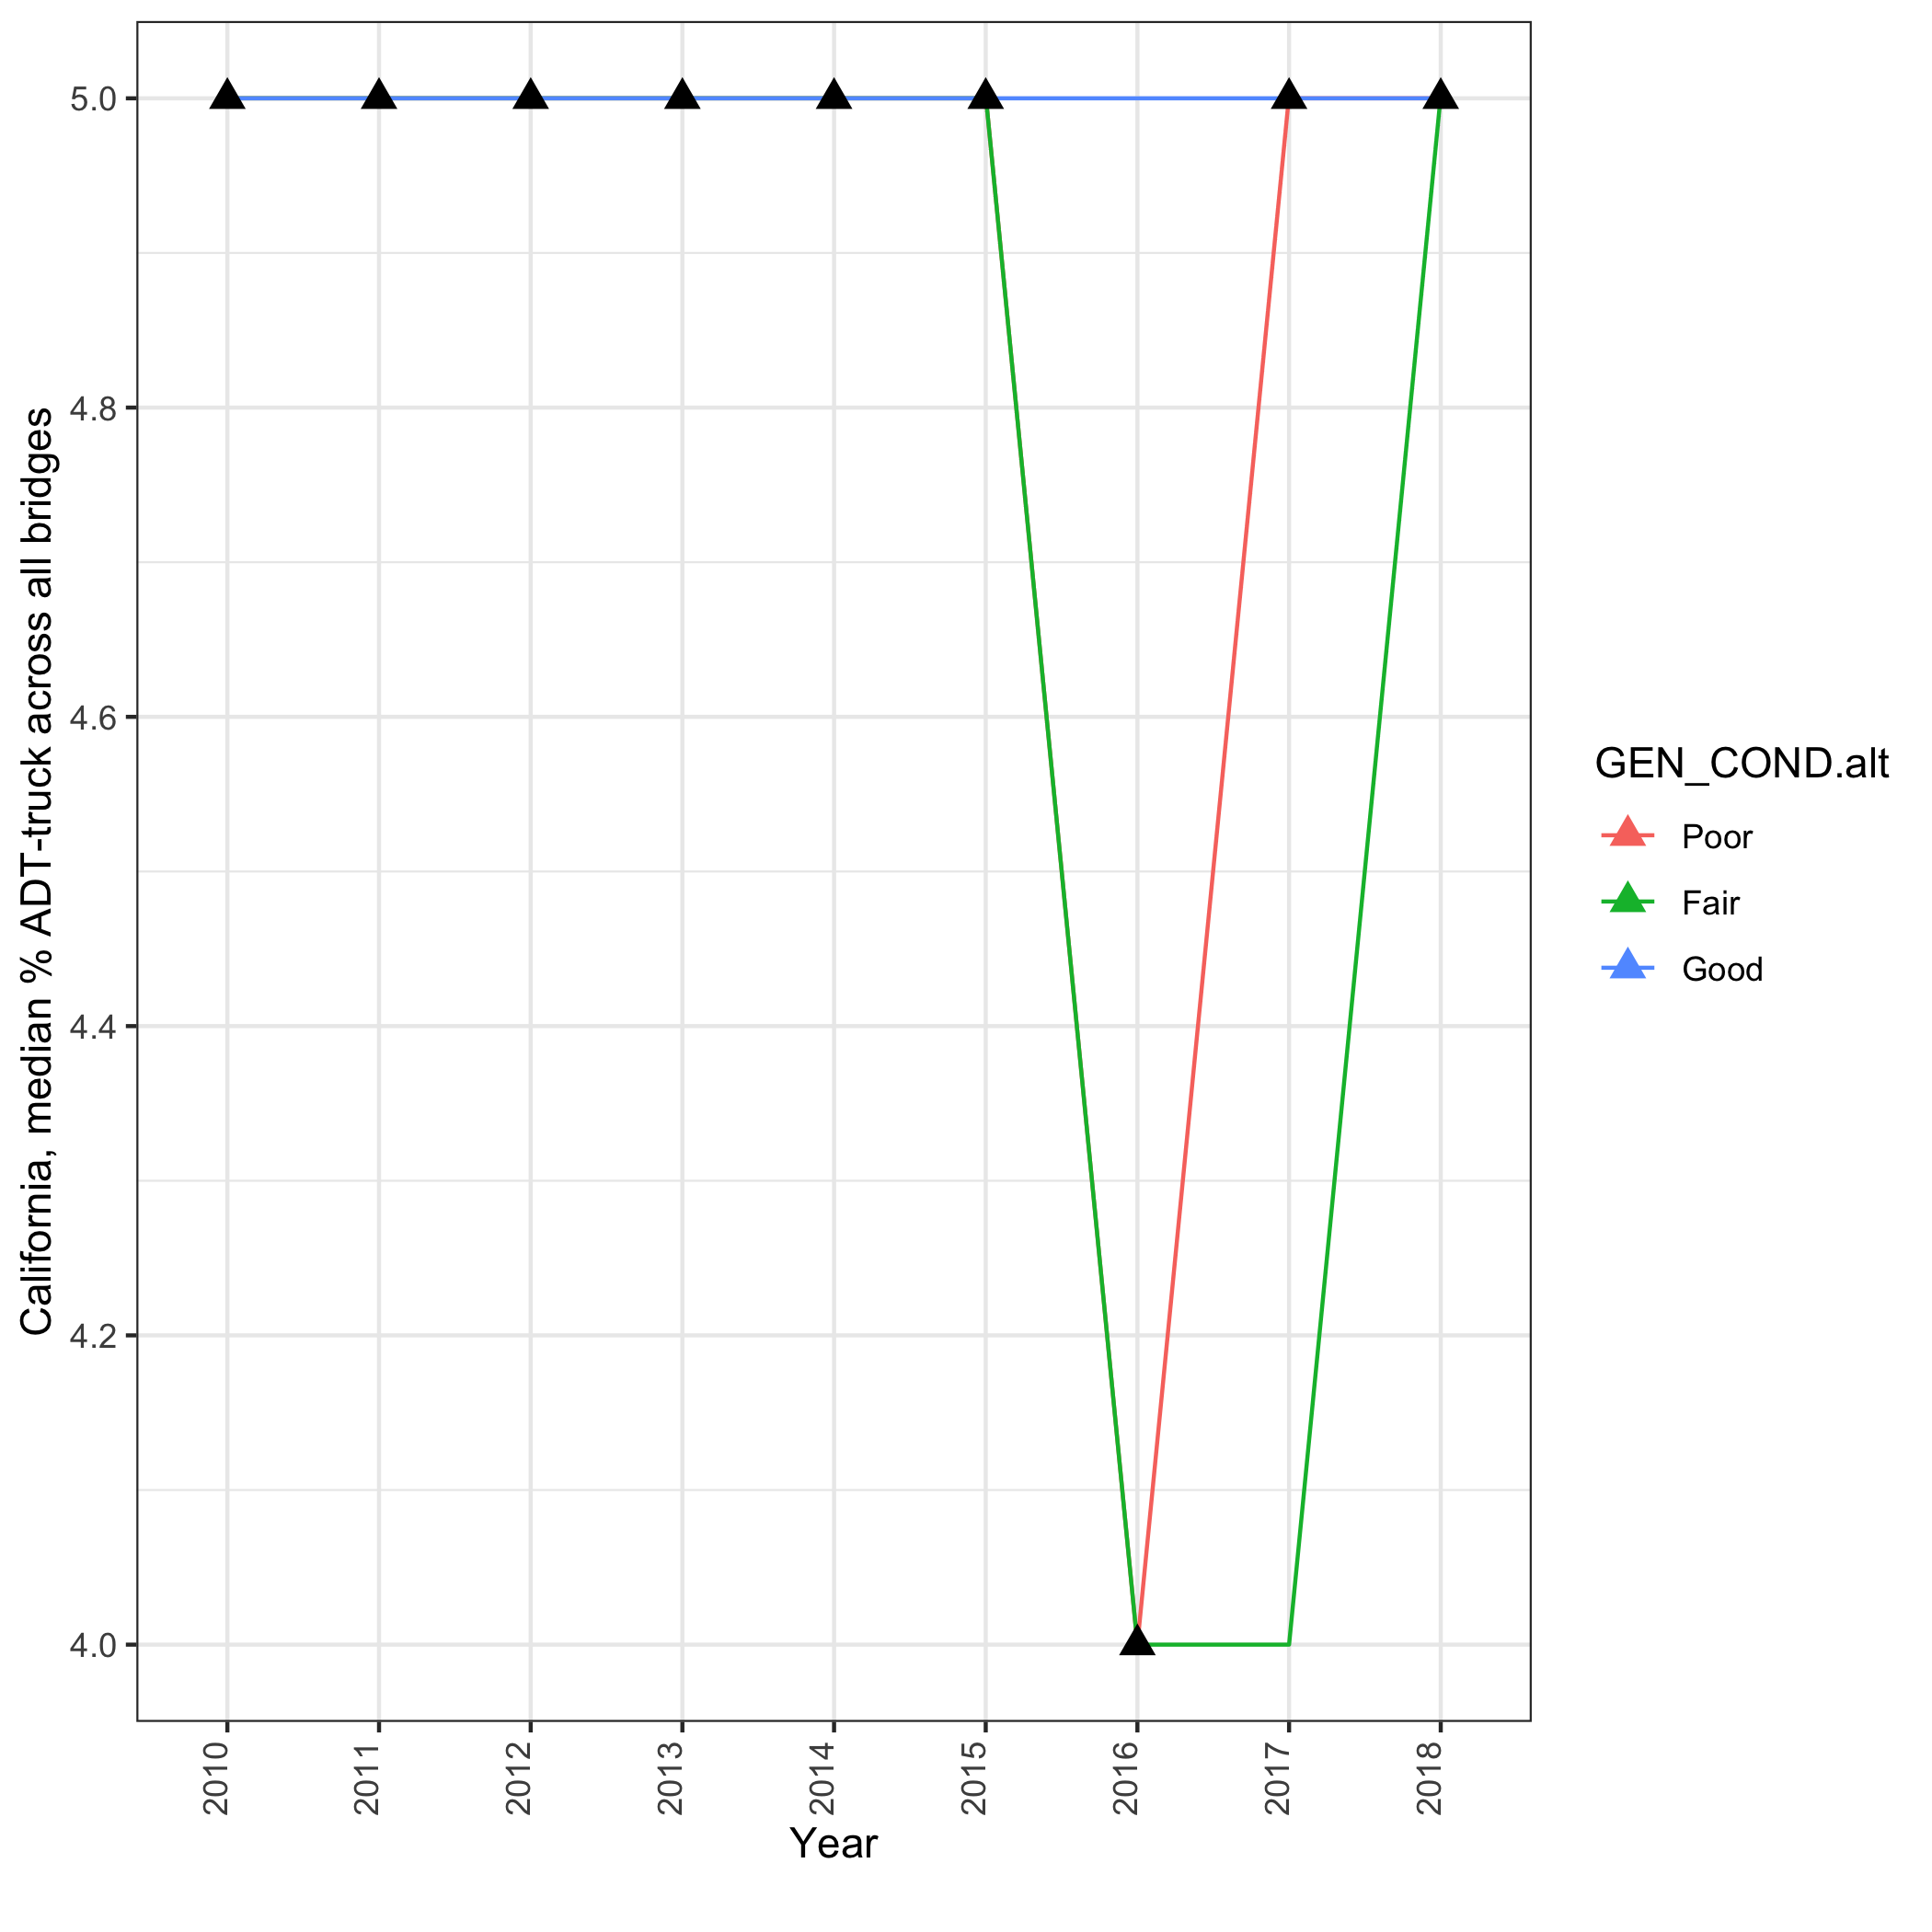 California, median % ADT-truck across all bridges
5.0
4.8
4.6
4.4
4.2
4.0
2010
2011
2012
2013
2014
2015
2016
2017
2018
Year
GEN_COND.alt
Poor
Fair
Good